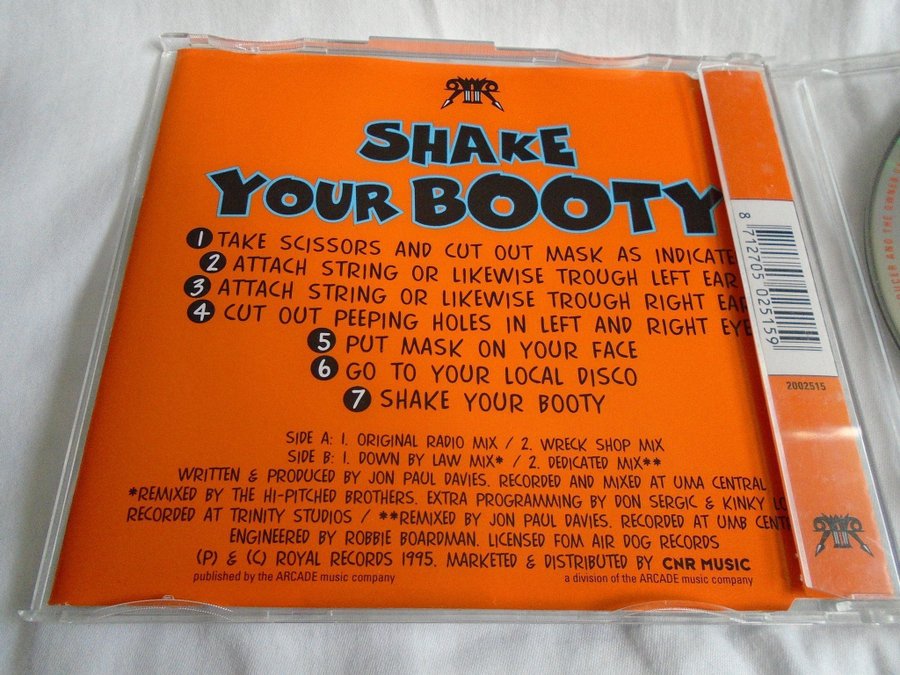 SHAKE
YOUR BOOTY
1 TAKE SCISSORS AND CUT OUT MASK AS INDICATE
2 ATTACH STRING OR LIKEWISE TROUGH LEFT EAR
3 ATTACH STRING OR LIKEWISE TROUGH RIGHT EAR
4 CUT OUT PEEPING HOLES IN LEFT AND RIGHT EYE
5 PUT MASK ON YOUR FACE
6 GO TO YOUR LOCAL DISCO
7 SHAKE YOUR BOOTY
SIDE A: 1. ORIGINAL RADIO MIX / 2. WRECK SHOP MIX
SIDE B: 1. DOWN BY LAW MIX* / 2. DEDICATED MIX**
WRITTEN & PRODUCED BY JON PAUL DAVIES. RECORDED AND MIXED AT UMA CENTRAL
*REMIXED BY THE HI-PITCHED BROTHERS. EXTRA PROGRAMMING BY DON SERGIC & KINKY LO
RECORDED AT TRINITY STUDIOS / **REMIXED BY JON PAUL DAVIES. RECORDED AT UMB CENT
ENGINEERED BY ROBBIE BOARDMAN. LICENSED FOM AIR DOG RECORDS
(P) & (C) ROYAL RECORDS 1995. MARKETED & DISTRIBUTED BY CNR MUSIC
published by the ARCADE music company
a division of the ARCADE music company
8 712705 025159
2002515
AND THE